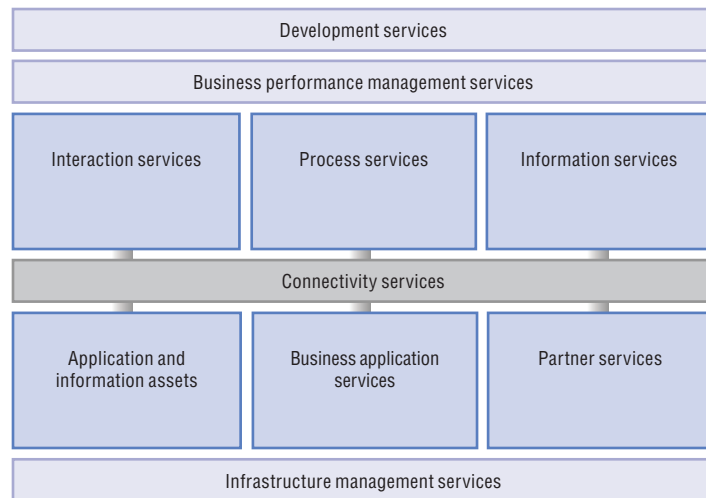 Development services
Business performance management services
Interaction services
Process services
Information services
Connectivity services
Application and
information assets
Business application
services
Partner services
Infrastructure management services